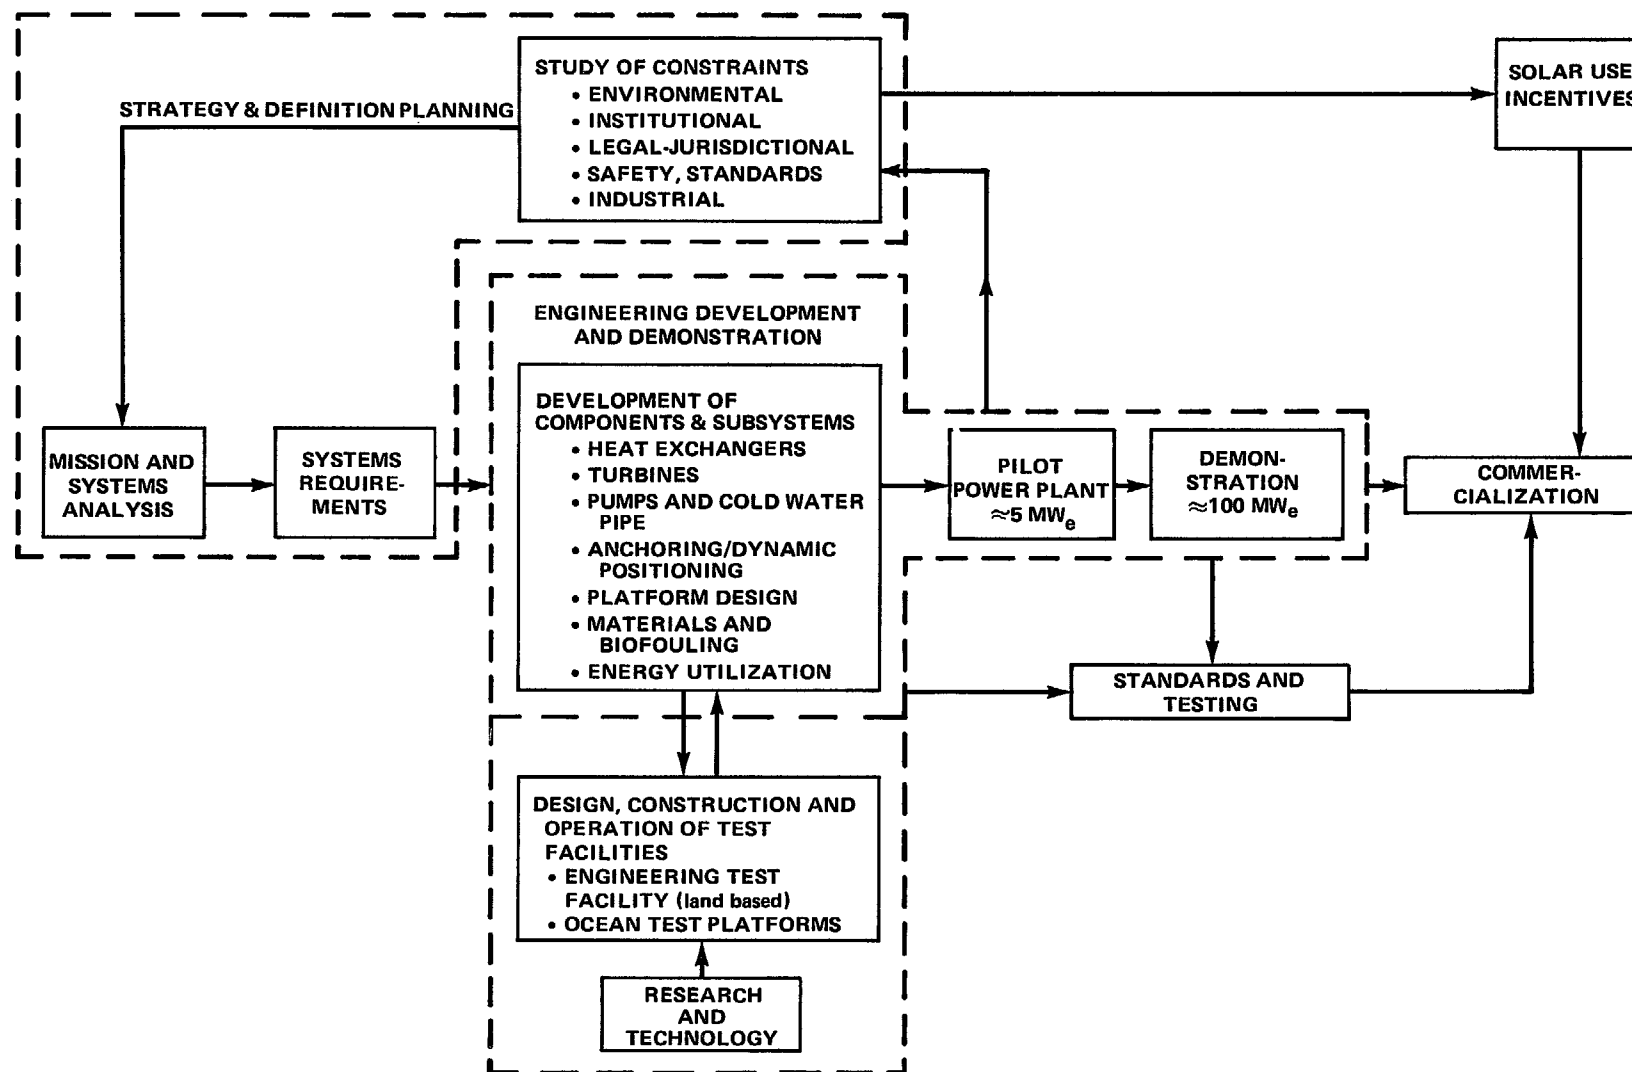 STUDY OF CONSTRAINTS
• ENVIRONMENTAL
• INSTITUTIONAL
• LEGAL-JURISDICTIONAL
• SAFETY, STANDARDS
• INDUSTRIAL
SOLAR USE
INCENTIVES
STRATEGY & DEFINITION PLANNING
ENGINEERING DEVELOPMENT
AND DEMONSTRATION
MISSION AND
SYSTEMS
ANALYSIS
SYSTEMS
REQUIRE-
MENTS
DEVELOPMENT OF
COMPONENTS & SUBSYSTEMS
• HEAT EXCHANGERS
• TURBINES
• PUMPS AND COLD WATER
PIPE
• ANCHORING/DYNAMIC
POSITIONING
• PLATFORM DESIGN
• MATERIALS AND
BIOFOULING
• ENERGY UTILIZATION
PILOT
POWER PLANT
≈5 MWe
DEMON-
STRATION
≈100 MWe
COMMER-
CIALIZATION
STANDARDS AND
TESTING
DESIGN, CONSTRUCTION AND
OPERATION OF TEST
FACILITIES
• ENGINEERING TEST
FACILITY (land based)
• OCEAN TEST PLATFORMS
RESEARCH
AND
TECHNOLOGY